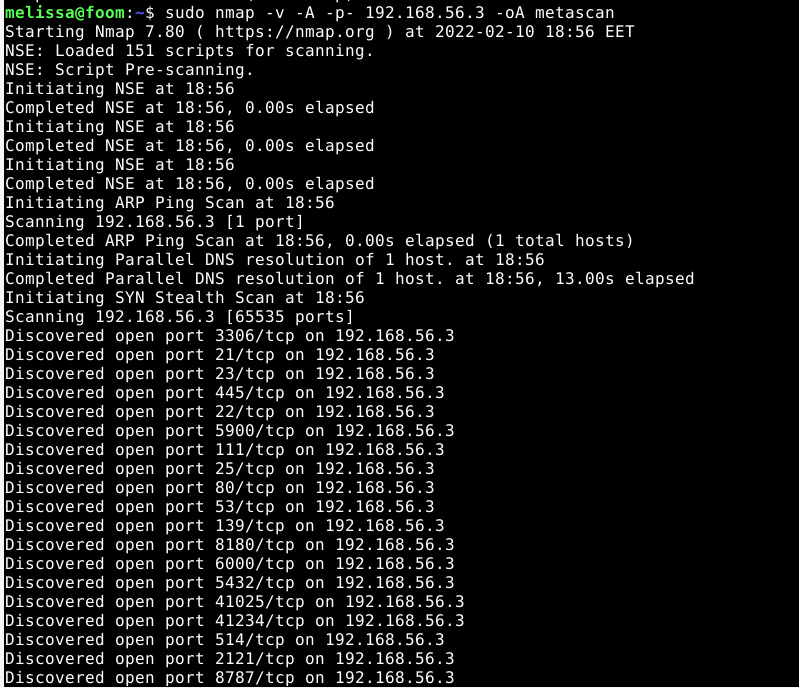 melissa@foom:~$ sudo nmap -v -A -p- 192.168.56.3 -oA metascan
Starting Nmap 7.80 ( https://nmap.org ) at 2022-02-10 18:56 EET
NSE: Loaded 151 scripts for scanning.
NSE: Script Pre-scanning.
Initiating NSE at 18:56
Completed NSE at 18:56, 0.00s elapsed
Initiating NSE at 18:56
Completed NSE at 18:56, 0.00s elapsed
Initiating NSE at 18:56
Completed NSE at 18:56, 0.00s elapsed
Initiating ARP Ping Scan at 18:56
Scanning 192.168.56.3 [1 port]
Completed ARP Ping Scan at 18:56, 0.00s elapsed (1 total hosts)
Initiating Parallel DNS resolution of 1 host. at 18:56
Completed Parallel DNS resolution of 1 host. at 18:56, 13.00s elapsed
Initiating SYN Stealth Scan at 18:56
Scanning 192.168.56.3 [65535 ports]
Discovered open port 3306/tcp on 192.168.56.3
Discovered open port 21/tcp on 192.168.56.3
Discovered open port 23/tcp on 192.168.56.3
Discovered open port 445/tcp on 192.168.56.3
Discovered open port 22/tcp on 192.168.56.3
Discovered open port 5900/tcp on 192.168.56.3
Discovered open port 111/tcp on 192.168.56.3
Discovered open port 25/tcp on 192.168.56.3
Discovered open port 80/tcp on 192.168.56.3
Discovered open port 53/tcp on 192.168.56.3
Discovered open port 139/tcp on 192.168.56.3
Discovered open port 8180/tcp on 192.168.56.3
Discovered open port 6000/tcp on 192.168.56.3
Discovered open port 5432/tcp on 192.168.56.3
Discovered open port 41025/tcp on 192.168.56.3
Discovered open port 41234/tcp on 192.168.56.3
Discovered open port 514/tcp on 192.168.56.3
Discovered open port 2121/tcp on 192.168.56.3
Discovered open port 8787/tcp on 192.168.56.3